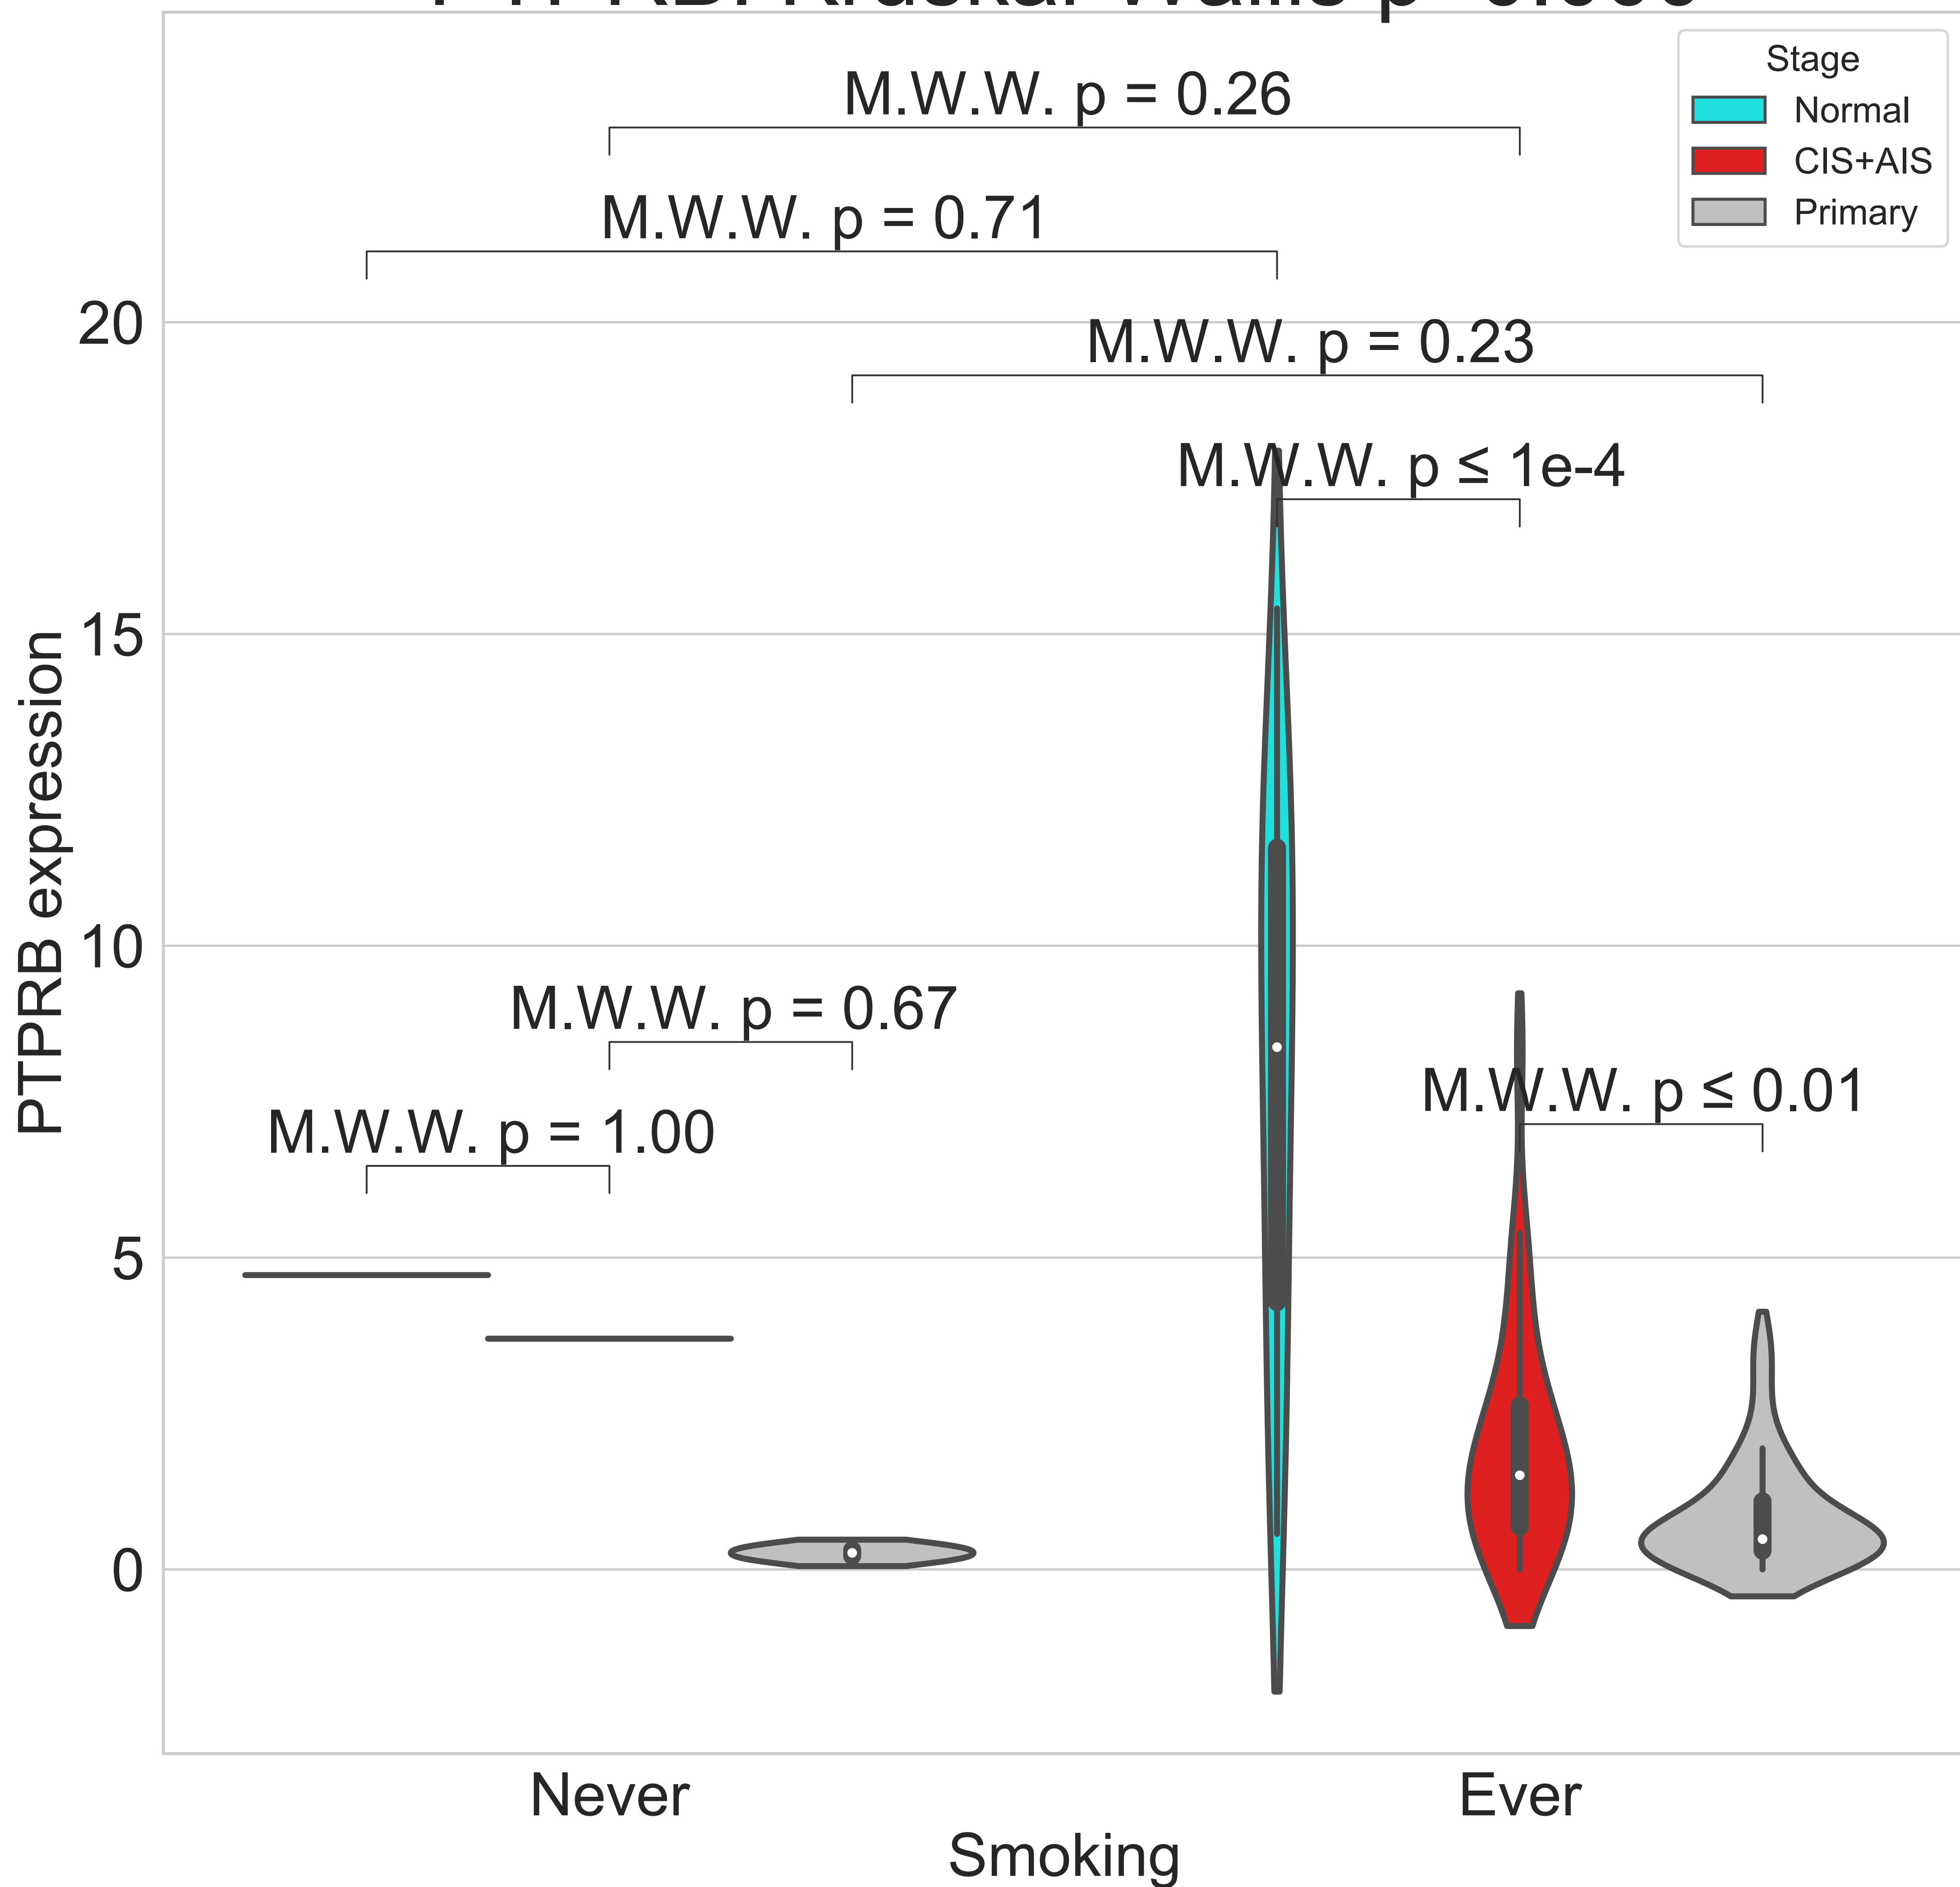 Stage
Normal
CIS+AIS
Primary
M.W.W. p = 0.26
M.W.W. p = 0.71
M.W.W. p = 0.23
M.W.W. p ≤ 1e-4
M.W.W. p = 0.67
M.W.W. p ≤ 0.01
M.W.W. p = 1.00
20
15
10
5
0
PTPRB expression
Never
Ever
Smoking